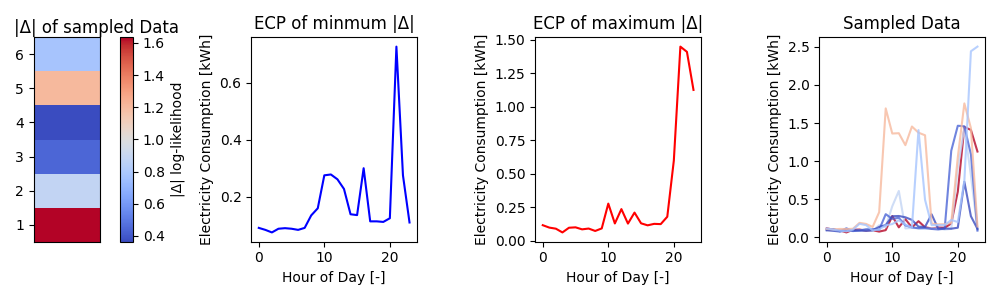 |Δ| of sampled Data
6
5
4
3
2
1
1.6
1.4
1.2
1.0
0.8
0.6
0.4
|Δ| log-likelihood
ECP of minmum |Δ|
Electricity Consumption [kWh]
0.6
0.4
0.2
0 10 20
Hour of Day [-]
ECP of maximum |Δ|
Electricity Consumption [kWh]
1.50
1.25
1.00
0.75
0.50
0.25
0.00
0 10 20
Hour of Day [-]
Sampled Data
Electricity Consumption [kWh]
2.5
2.0
1.5
1.0
0.5
0.0
0 10 20
Hour of Day [-]